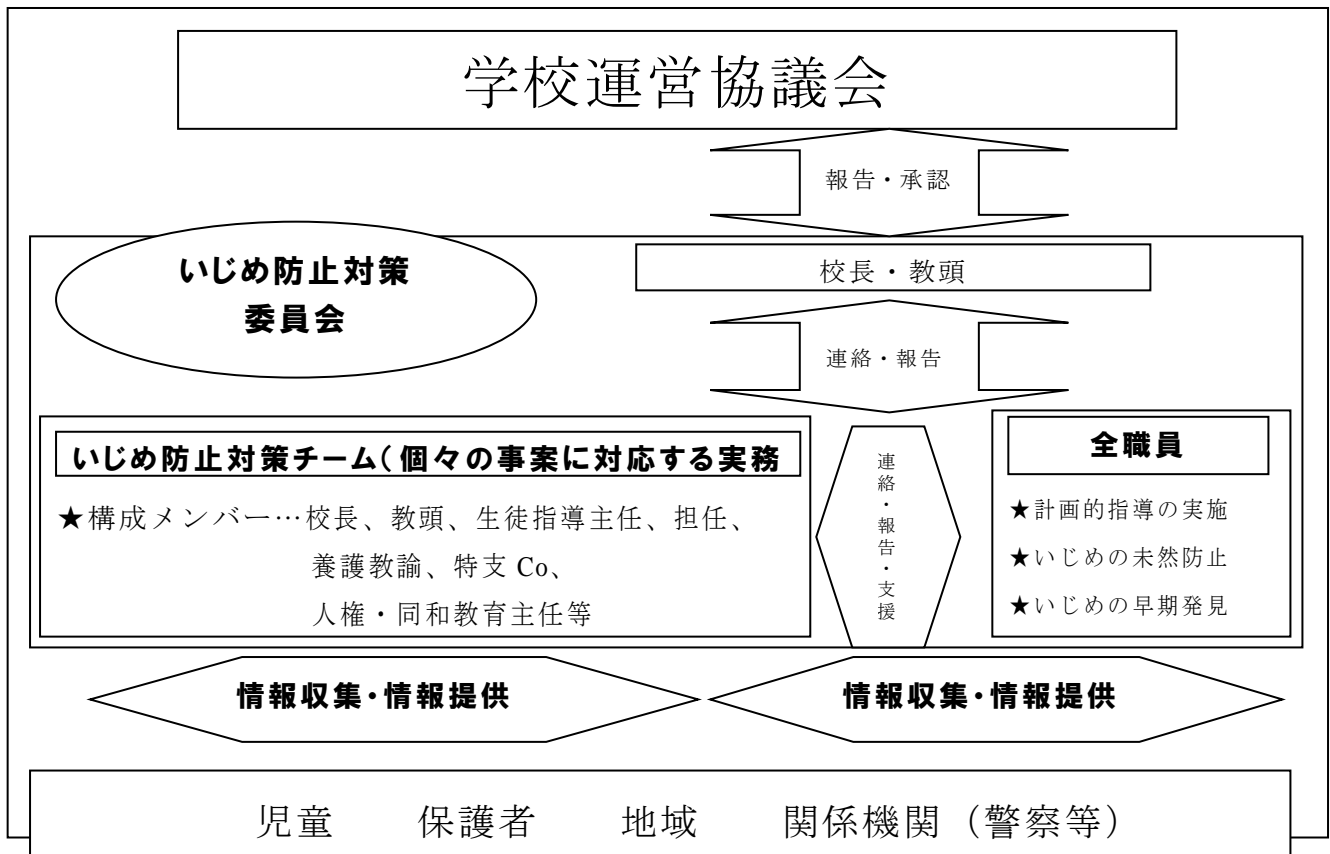 学校運営協議会
報告・承認
いじめ防止対策
委員会
校長・教頭
連絡・報告
いじめ防止対策チーム(個々の事案に対応する実務
★構成メンバー…校長、教頭、生徒指導主任、担任、
養護教諭、特支 Co、
人権・同和教育主任等
連絡・報告・支援
全職員
★計画的指導の実施
★いじめの未然防止
★いじめの早期発見
情報収集・情報提供
情報収集・情報提供
児童 保護者 地域 関係機関（警察等）